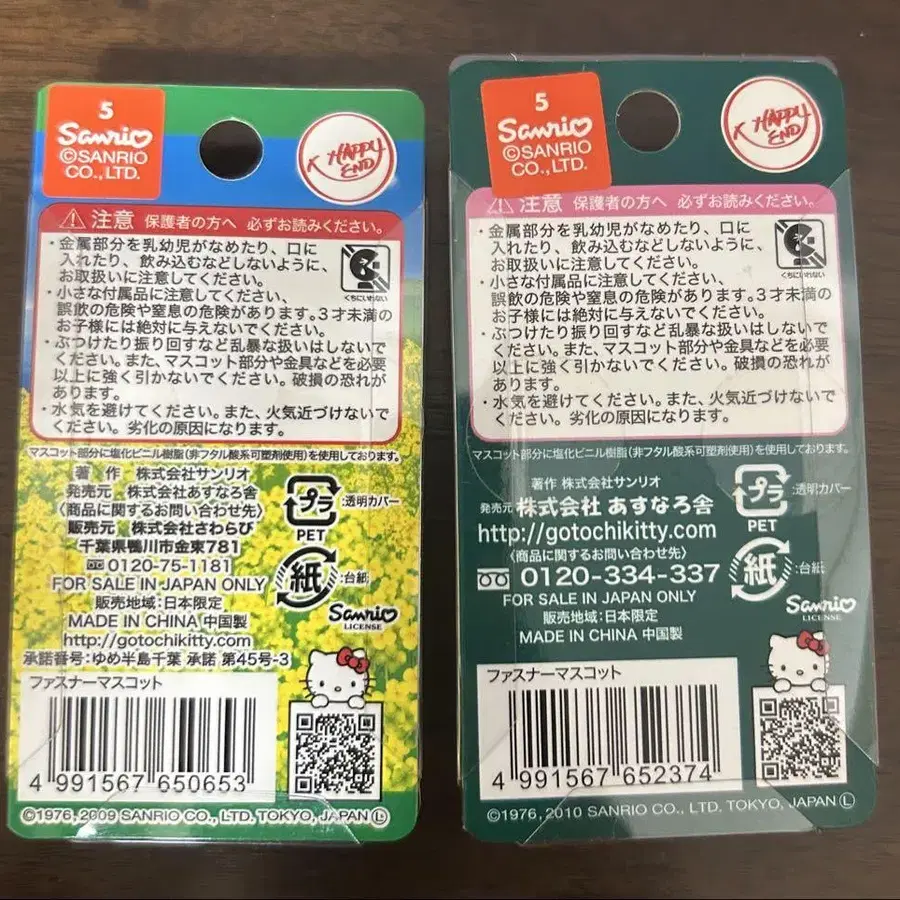 5
Sanrio
©SANRIO
CO.,LTD.
HAPPY
END
⚠注意 保護者の方へ 必ずお読みください。
・金属部分を乳幼児がなめたり、口に
入れたり、飲み込むなどしないように、
お取扱いに注意してください。
くちにいれない
・小さな付属品に注意してください、
誤飲の危険や窒息の危険があります。3才未満の
お子様には絶対に与えないでください。
・ぶつけたり振り回すなど乱暴な扱いはしないで
ください。また、マスコット部分や金具などを必要
以上に強く引かないでください。破損の恐れが
あります。
・水気を避けてください。また、火気近づけないで
ください。劣化の原因になります。
マスコット部分に塩化ビニル樹脂(非フタル酸系可塑剤使用)を使用しております。
著 作 株式会社サンリオ
発売元 株式会社あすなろ舎
〈商品に関するお問い合わせ先〉
販売元 株式会社さわらび
千葉県鴨川市金束781
0120-75-1181
FOR SALE IN JAPAN ONLY
販売地域:日本限定
MADE IN CHINA 中国製
http://gotochikitty.com
承諾番号:ゆめ半島千葉 承諾 第45号-3
プラ
:透明カバー
PET
紙
:台紙
Sanrio
LICENSE
ファスナーマスコット
4 991567 650653
©1976, 2009 SANRIO CO., LTD. TOKYO, JAPAN Ⓛ
5
Sanrio
©SANRIO
CO.,LTD.
HAPPY
END
⚠注意 保護者の方へ 必ずお読みください。
・金属部分を乳幼児がなめたり、口に
入れたり、飲み込むなどしないように、
お取扱いに注意してください。
くちにいれない
・小さな付属品に注意してください、
誤飲の危険や窒息の危険があります。3才未満の
お子様には絶対に与えないでください。
・ぶつけたり振り回すなど乱暴な扱いはしないで
ください。また、マスコット部分や金具などを必要
以上に強く引かないでください。破損の恐れが
あります。
・水気を避けてください。また、火気近づけないで
ください。劣化の原因になります。
マスコット部分に塩化ビニル樹脂(非フタル酸系可塑剤使用)を使用しております。
著作 株式会社サンリオ
発売元 株式会社 あすなろ舎
http://gotochikitty.com
〈商品に関するお問い合わせ先〉
0120-334-337
FOR SALE IN JAPAN ONLY
販売地域:日本限定
MADE IN CHINA 中国製
プラ
:透明カバー
PET
紙
:台紙
Sanrio
LICENSE
ファスナーマスコット
4 991567 652374
©1976, 2010 SANRIO CO., LTD. TOKYO, JAPAN Ⓛ